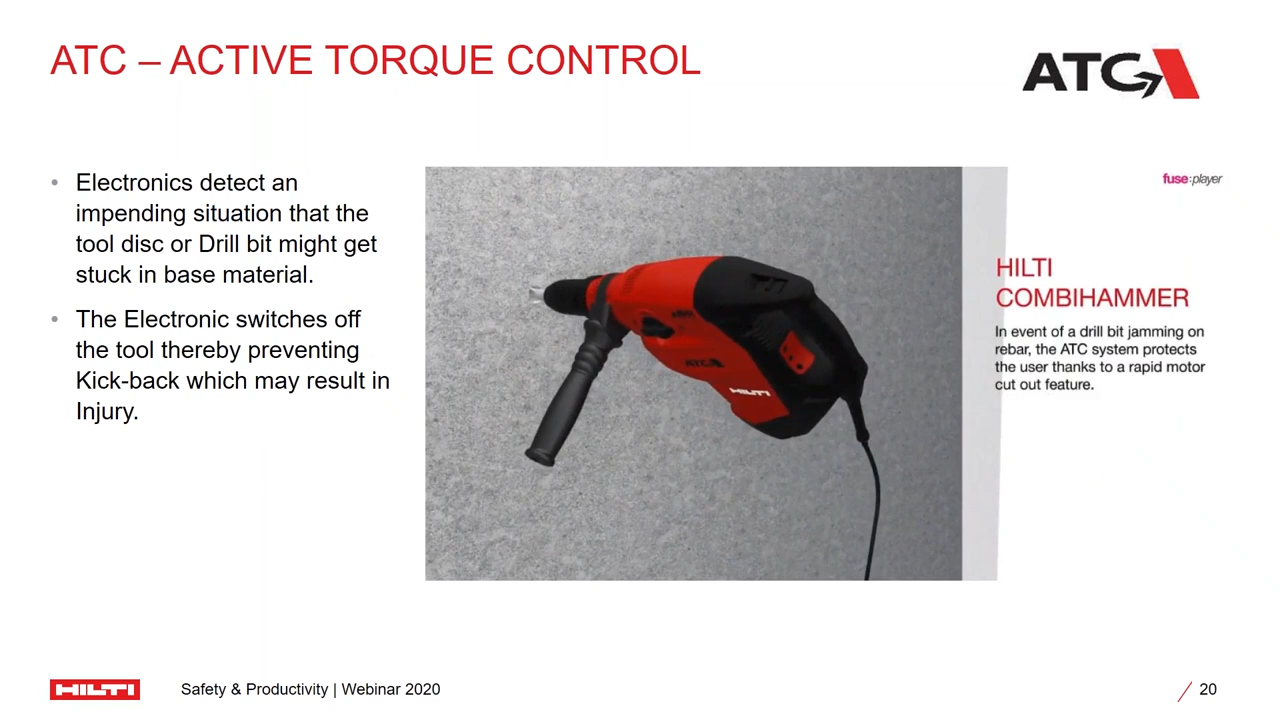 ATC – ACTIVE TORQUE CONTROL
ATC
• Electronics detect an
impending situation that the
tool disc or Drill bit might get
stuck in base material.
• The Electronic switches off
the tool thereby preventing
Kick-back which may result in
Injury.
ATC
HILTI
fuse:player
HILTI
COMBIHAMMER
In event of a drill bit jamming on
rebar, the ATC system protects
the user thanks to a rapid motor
cut out feature.
HILTI
Safety & Productivity | Webinar 2020
20